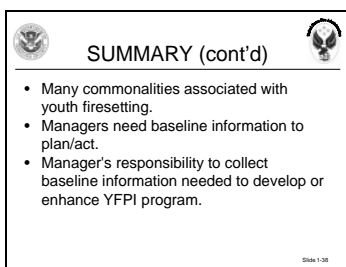 SUMMARY (cont'd)
• Many commonalities associated with
youth firesetting.
• Managers need baseline information to
plan/act.
• Manager's responsibility to collect
baseline information needed to develop or
enhance YFPI program.
Slide 1-38